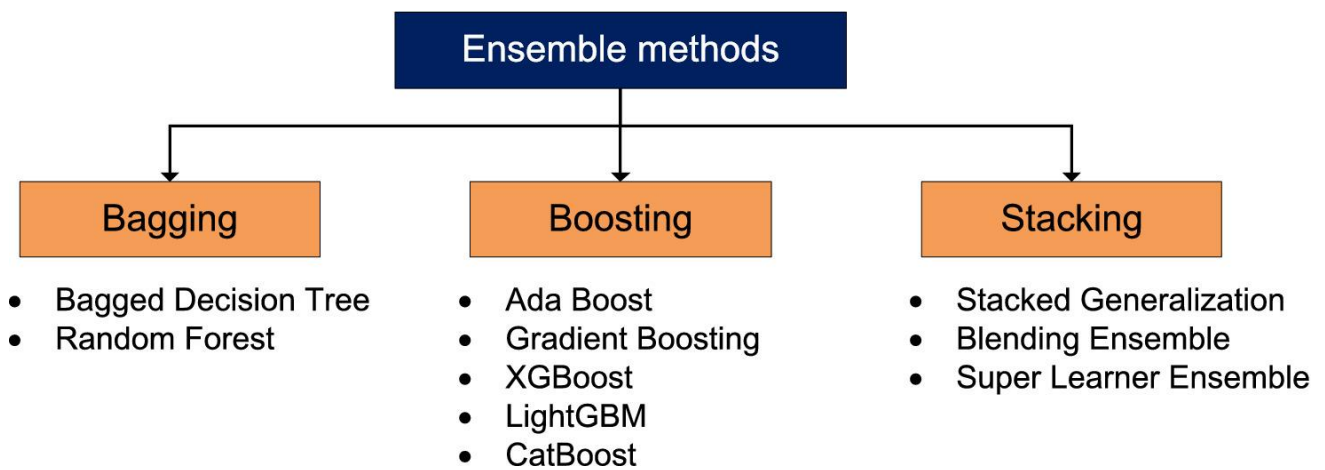 Ensemble methods
Bagging
• Bagged Decision Tree
• Random Forest
Boosting
• Ada Boost
• Gradient Boosting
• XGBoost
• LightGBM
• CatBoost
Stacking
• Stacked Generalization
• Blending Ensemble
• Super Learner Ensemble